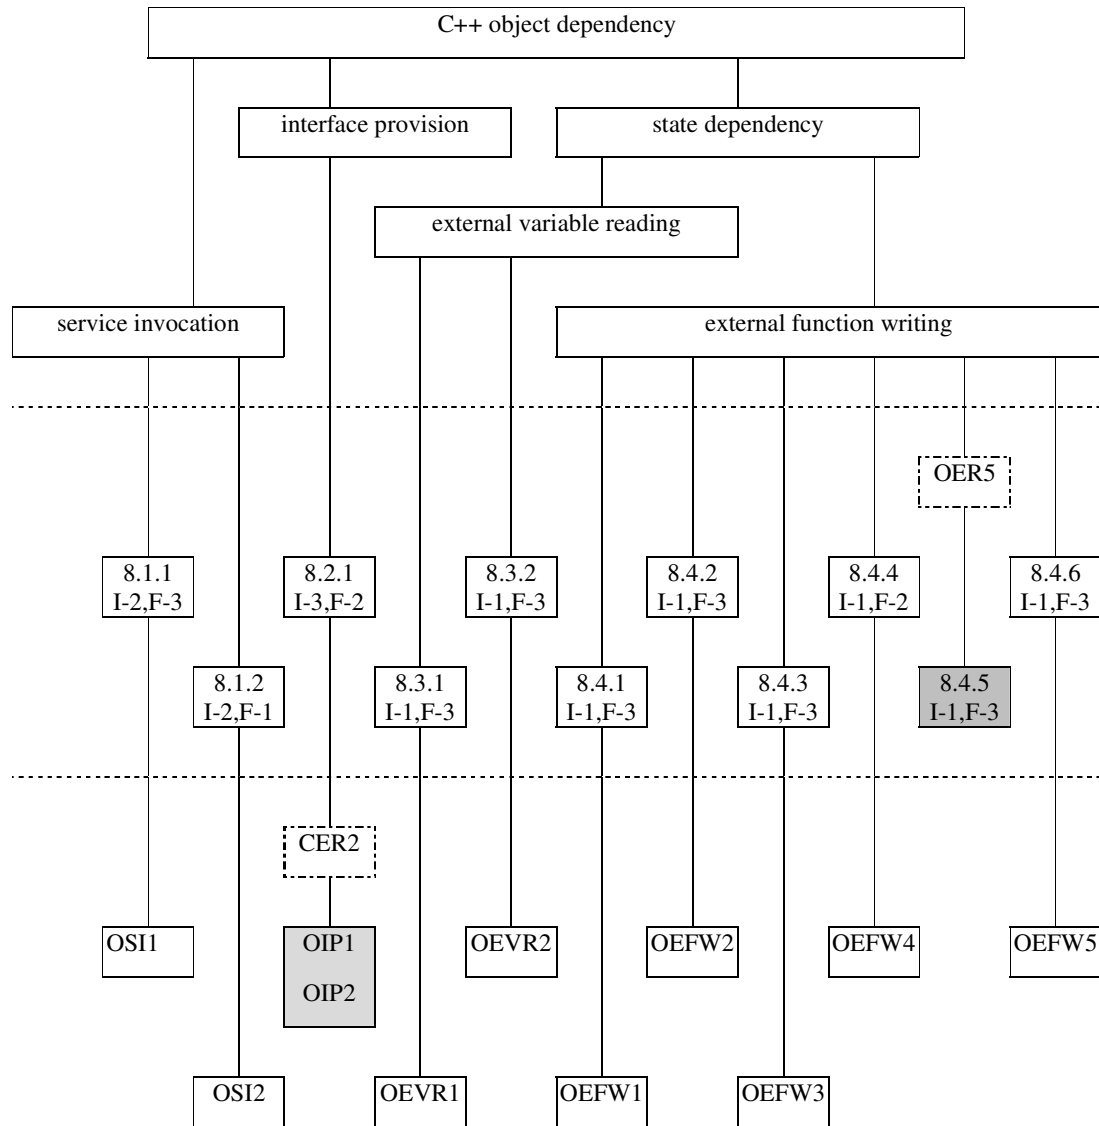 C++ object dependency
interface provision
state dependency
external variable reading
service invocation
external function writing
OER5
8.1.1
I-2,F-3
8.2.1
I-3,F-2
8.3.2
I-1,F-3
8.4.2
I-1,F-3
8.4.4
I-1,F-2
8.4.6
I-1,F-3
8.1.2
I-2,F-1
8.3.1
I-1,F-3
8.4.1
I-1,F-3
8.4.3
I-1,F-3
8.4.5
I-1,F-3
CER2
OSI1
OIP1
OIP2
OEVR2
OEFW2
OEFW4
OEFW5
OSI2
OEVR1
OEFW1
OEFW3